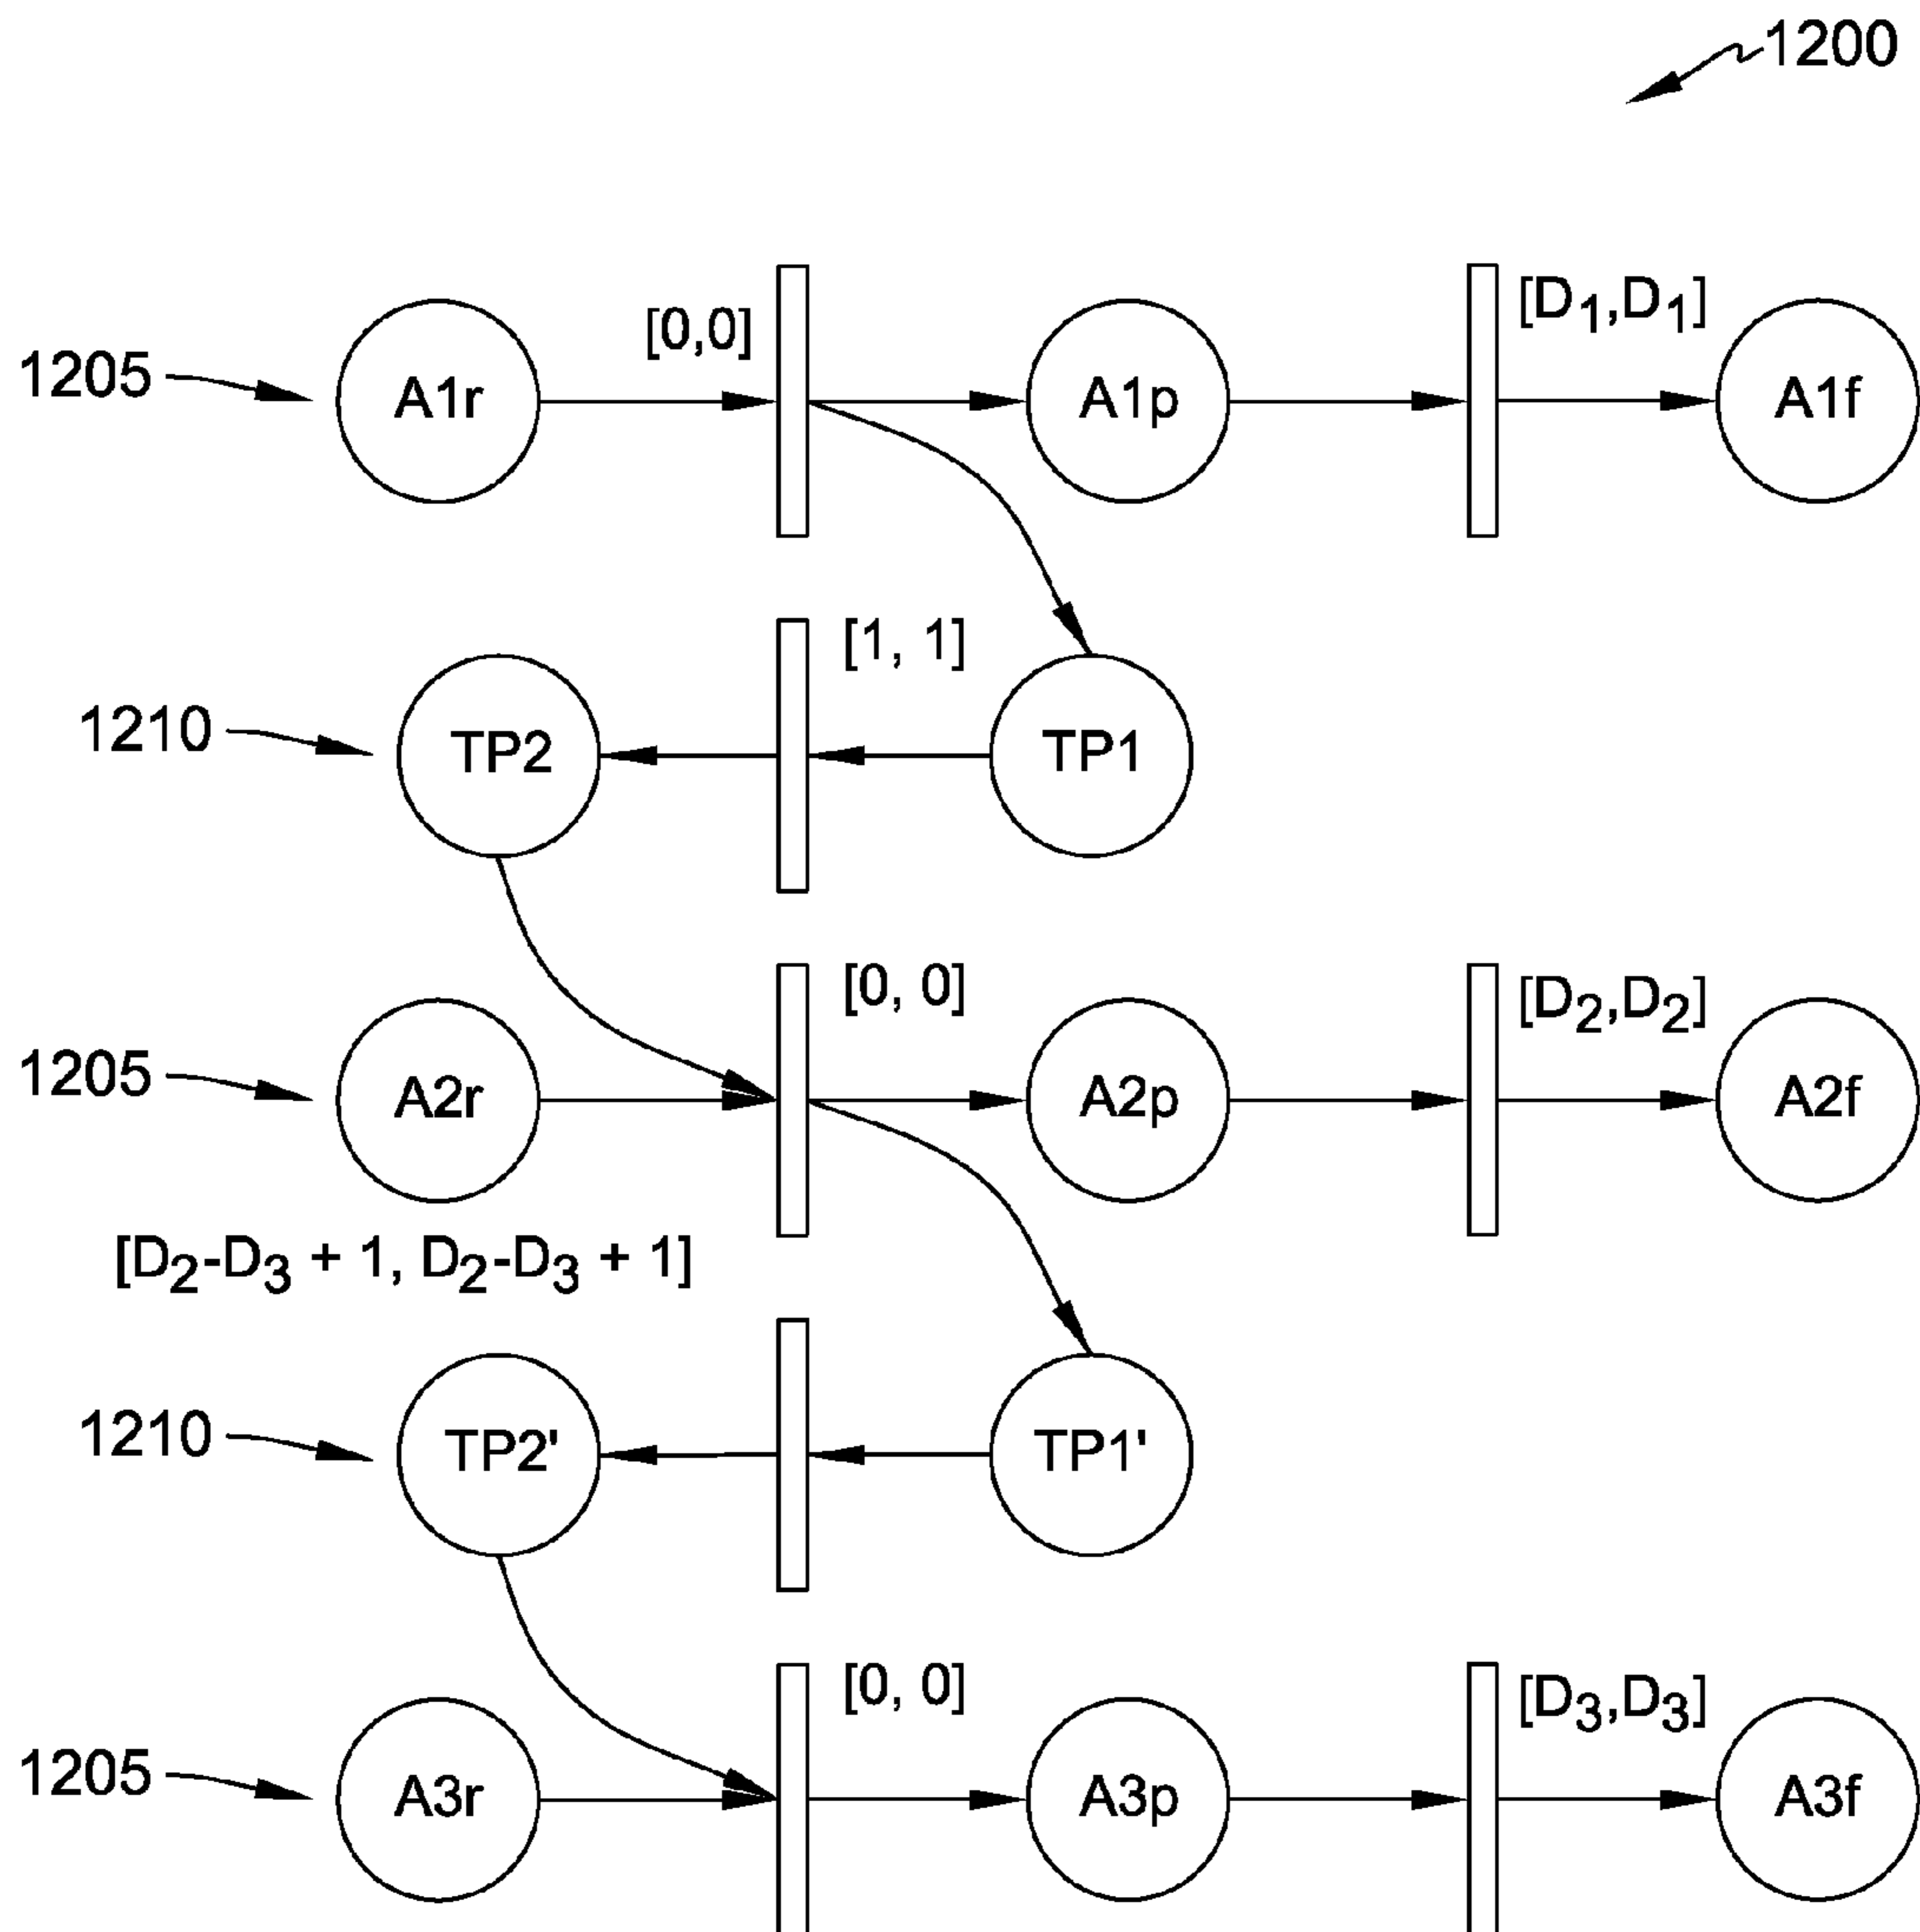 1200
[0,0]
[D1,D1]
1205
A1r
A1p
A1f
[1, 1]
1210
TP2
TP1
[0, 0]
[D2,D2]
1205
A2r
A2p
A2f
[D2-D3 + 1, D2-D3 + 1]
1210
TP2'
TP1'
[0, 0]
[D3,D3]
1205
A3r
A3p
A3f